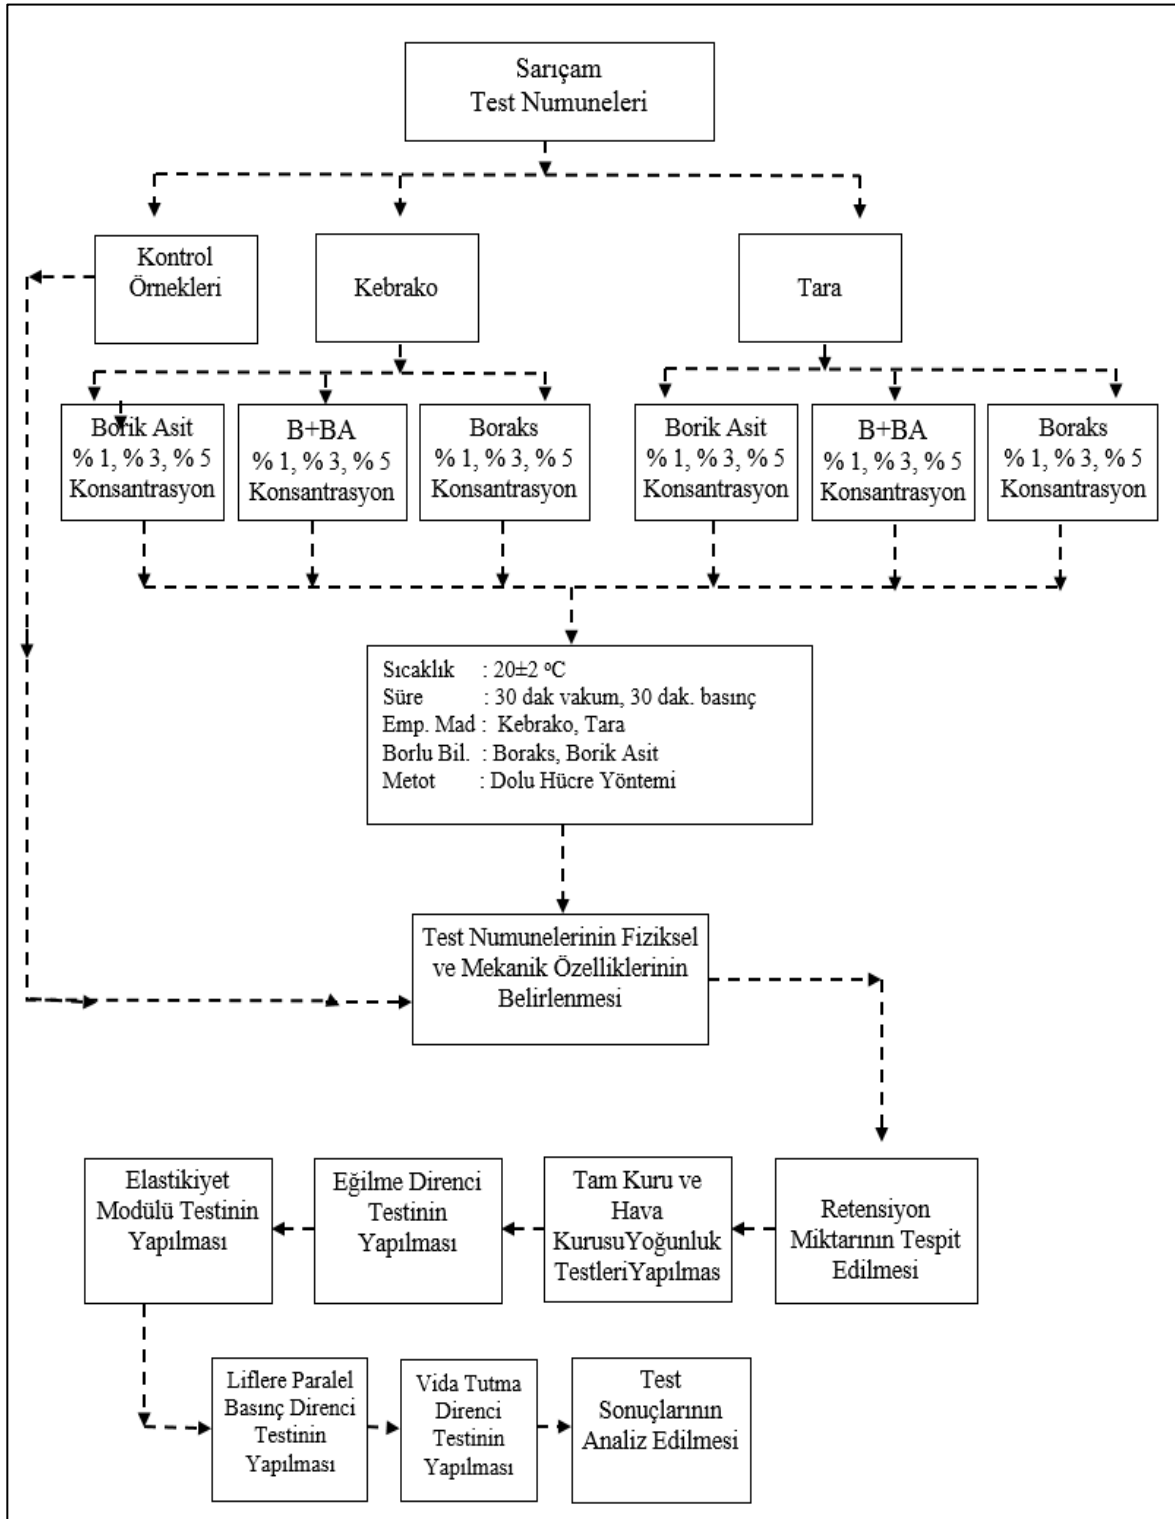 Sarıçam
Test Numuneleri
Kontrol
Örnekleri
Kebrako
Tara
Borik Asit
% 1, % 3, % 5
Konsantrasyon
B+BA
% 1, % 3, % 5
Konsantrasyon
Boraks
% 1, % 3, % 5
Konsantrasyon
Borik Asit
% 1, % 3, % 5
Konsantrasyon
B+BA
% 1, % 3, % 5
Konsantrasyon
Boraks
% 1, % 3, % 5
Konsantrasyon
Sıcaklık : 20±2 ºC
Süre : 30 dak vakum, 30 dak. basınç
Emp. Mad : Kebrako, Tara
Borlu Bil. : Boraks, Borik Asit
Metot : Dolu Hücre Yöntemi
Test Numunelerinin Fiziksel
ve Mekanik Özelliklerinin
Belirlenmesi
Retensiyon
Miktarının Tespit
Edilmesi
Tam Kuru ve
Hava
KurusuYoğunluk
TestleriYapılmas
Eğilme Direnci
Testinin
Yapılması
Elastikiyet
Modülü Testinin
Yapılması
Liflere Paralel
Basınç Direnci
Testinin
Yapılması
Vida Tutma
Direnci
Testinin
Yapılması
Test
Sonuçlarının
Analiz Edilmesi